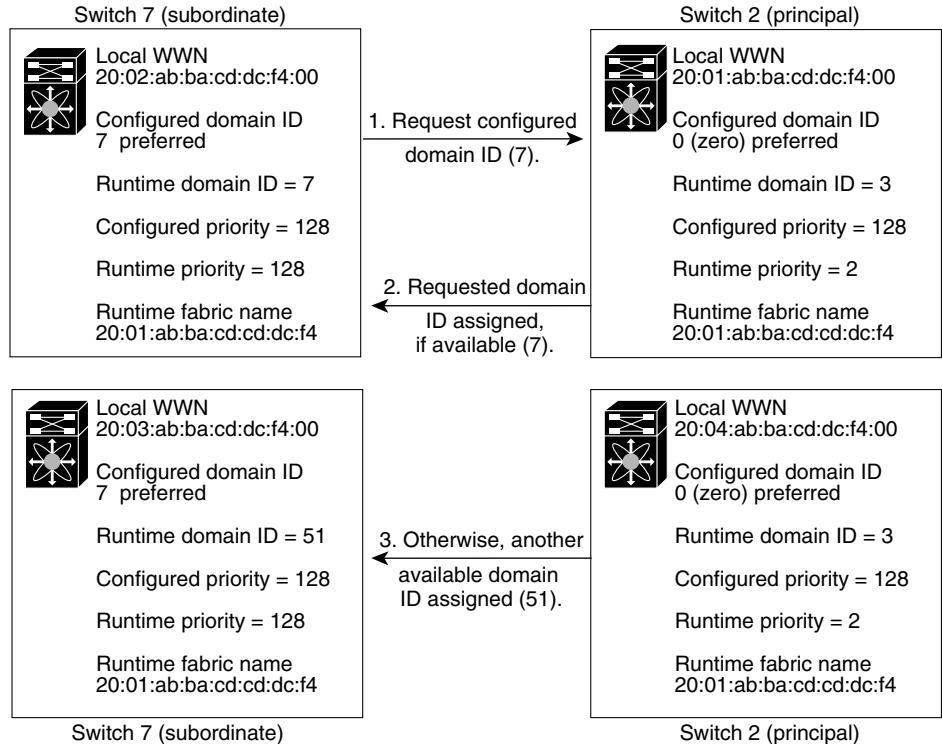 Switch 7 (subordinate)
Local WWN
20:02:ab:ba:cd:dc:f4:00
Configured domain ID
7 preferred
Runtime domain ID = 7
Configured priority = 128
Runtime priority = 128
Runtime fabric name
20:01:ab:ba:cd:cd:dc:f4
1. Request configured
domain ID (7).
2. Requested domain
ID assigned,
if available (7).
Switch 2 (principal)
Local WWN
20:01:ab:ba:cd:dc:f4:00
Configured domain ID
0 (zero) preferred
Runtime domain ID = 3
Configured priority = 128
Runtime priority = 2
Runtime fabric name
20:01:ab:ba:cd:cd:dc:f4
Local WWN
20:03:ab:ba:cd:dc:f4:00
Configured domain ID
7 preferred
Runtime domain ID = 51
Configured priority = 128
Runtime priority = 128
Runtime fabric name
20:01:ab:ba:cd:cd:dc:f4
Switch 7 (subordinate)
3. Otherwise, another
available domain
ID assigned (51).
Local WWN
20:04:ab:ba:cd:dc:f4:00
Configured domain ID
0 (zero) preferred
Runtime domain ID = 3
Configured priority = 128
Runtime priority = 2
Runtime fabric name
20:01:ab:ba:cd:cd:dc:f4
Switch 2 (principal)